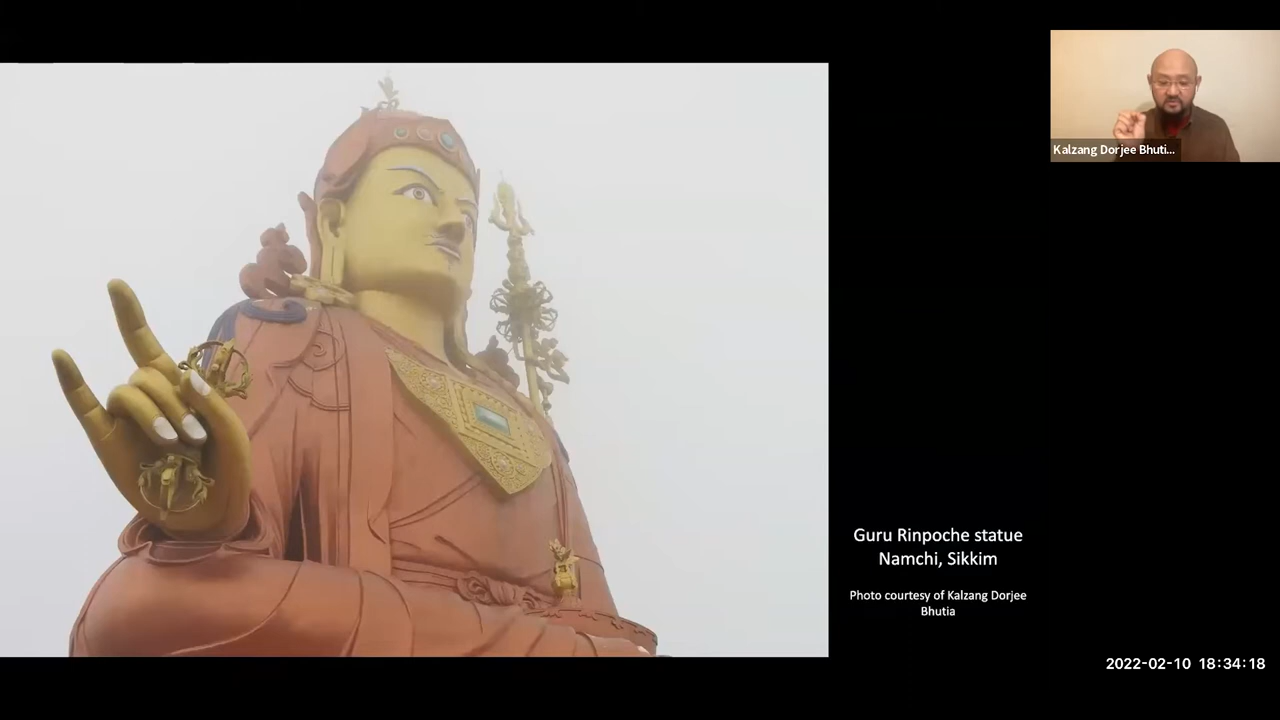 Kalzang Dorjee Bhuti...
Guru Rinpoche statue
Namchi, Sikkim
Photo courtesy of Kalzang Dorjee
Bhutia
2022-02-10 18:34:18